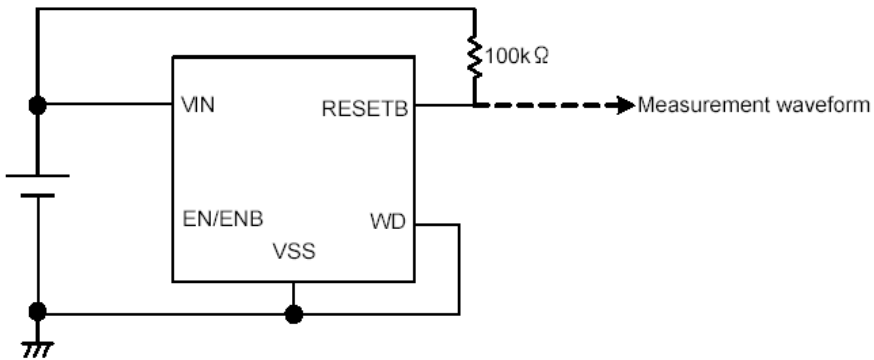 100kΩ
VIN
RESETB
Measurement waveform
EN/ENB
WD
VSS